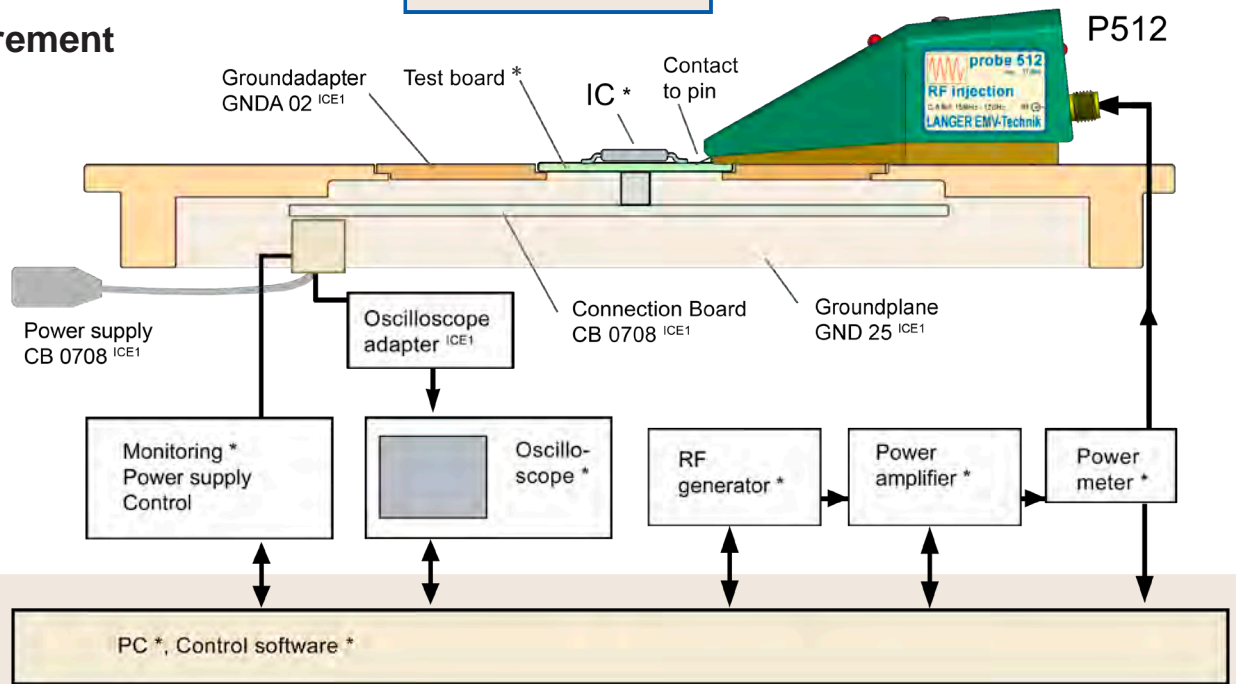 rement
P512
Groundadapter
GNDA 02 ICE1
Test board *
IC *
Contact
to pin
probe 512
RF injection
LANGER EMV-Technik
Power supply
CB 0708 ICE1
Oscilloscope
adapter ICE1
Connection Board
CB 0708 ICE1
Groundplane
GND 25 ICE1
Monitoring *
Power supply
Control
Oscillo-
scope *
RF
generator *
Power
amplifier *
Power
meter *
PC *, Control software *